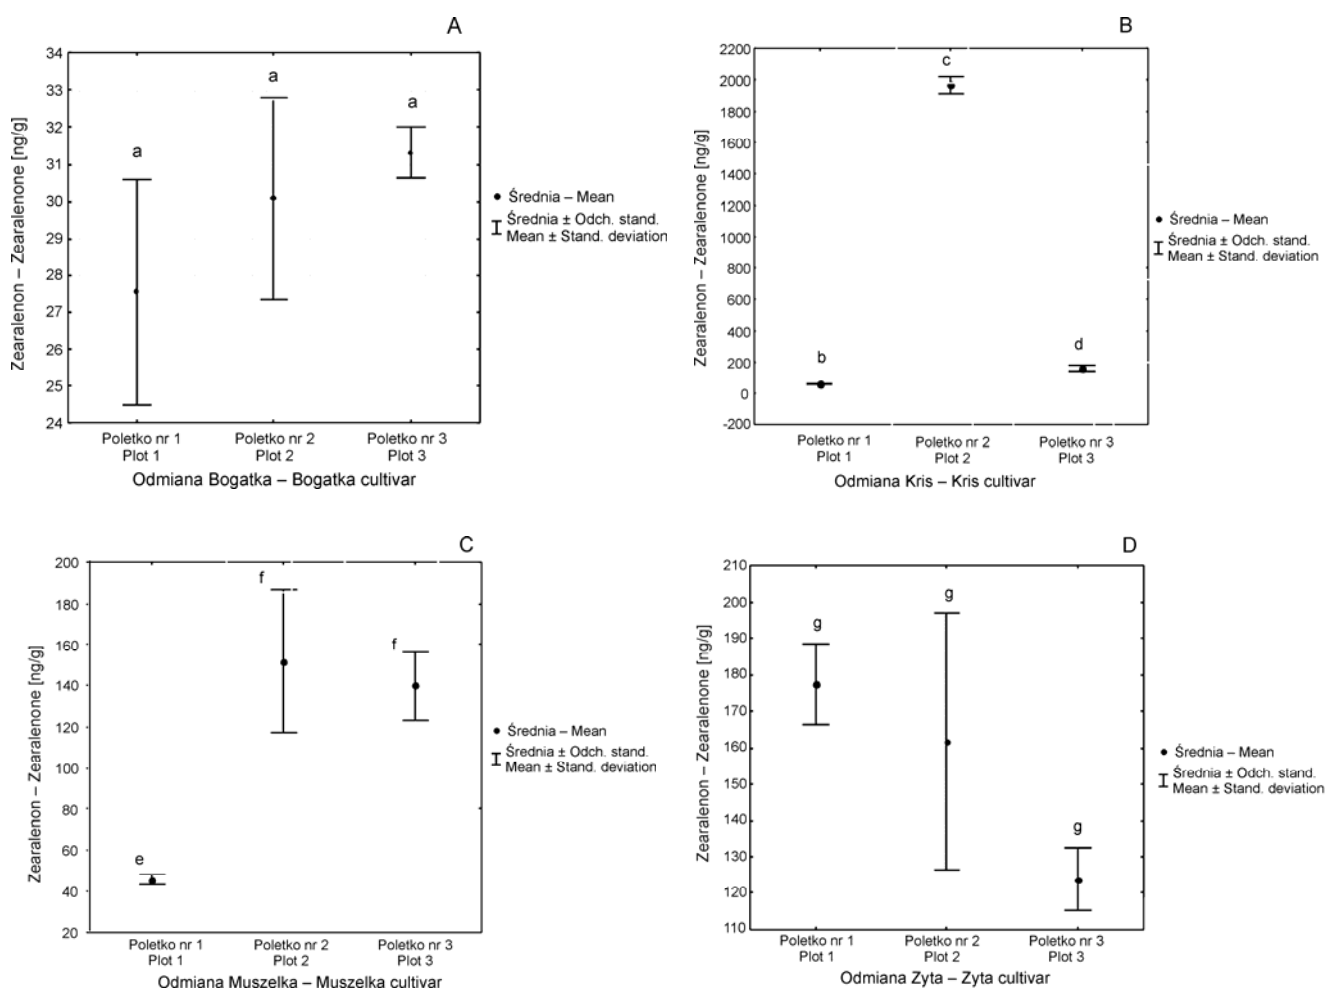 A
Zearalenon – Zearalenone [ng/g]
34
33
32
31
30
29
28
27
26
25
24
a
a
a
Poletko nr 1
Plot 1
Poletko nr 2
Plot 2
Poletko nr 3
Plot 3
Odmiana Bogatka – Bogatka cultivar
Średnia – Mean
Średnia ± Odch. stand.
Mean ± Stand. deviation
B
Zearalenon – Zearalenone [ng/g]
2200
2000
1800
1600
1400
1200
1000
800
600
400
200
0
-200
b
c
d
Poletko nr 1
Plot 1
Poletko nr 2
Plot 2
Poletko nr 3
Plot 3
Odmiana Kris – Kris cultivar
Średnia – Mean
Średnia ± Odch. stand.
Mean ± Stand. deviation
C
Zearalenon – Zearalenone [ng/g]
200
180
160
140
120
100
80
60
40
20
e
f
f
Poletko nr 1
Plot 1
Poletko nr 2
Plot 2
Poletko nr 3
Plot 3
Odmiana Muszelka – Muszelka cultivar
Średnia – Mean
Średnia ± Odch. stand.
Mean ± Stand. deviation
D
Zearalenon – Zearalenone [ng/g]
210
200
190
180
170
160
150
140
130
120
110
g
g
g
Poletko nr 1
Plot 1
Poletko nr 2
Plot 2
Poletko nr 3
Plot 3
Odmiana Zyta – Zyta cultivar
Średnia – Mean
Średnia ± Odch. stand.
Mean ± Stand. deviation